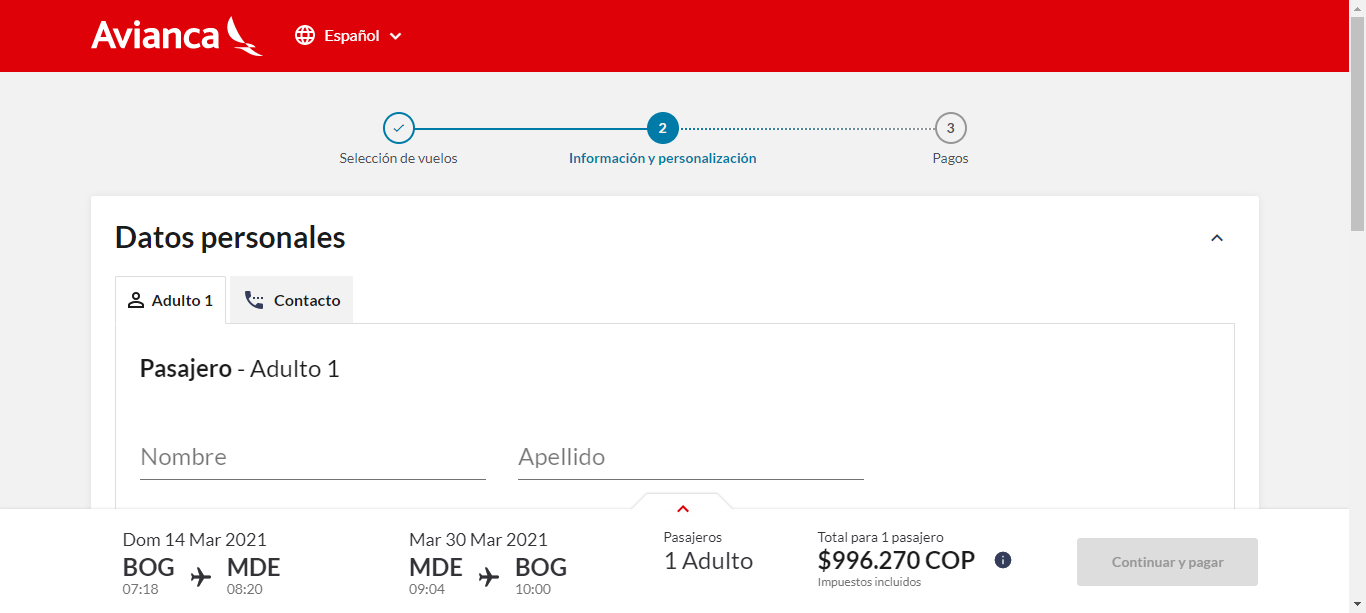 Avianca
Español
2
3
Selección de vuelos
Información y personalización
Pagos
Datos personales
Adulto 1
Contacto
Pasajero - Adulto 1
Nombre
Apellido
Dom 14 Mar 2021
BOG MDE
07:18 08:20
Mar 30 Mar 2021
MDE BOG
09:04 10:00
Pasajeros
1 Adulto
Total para 1 pasajero
$996.270 COP
Impuestos incluidos
Continuar y pagar